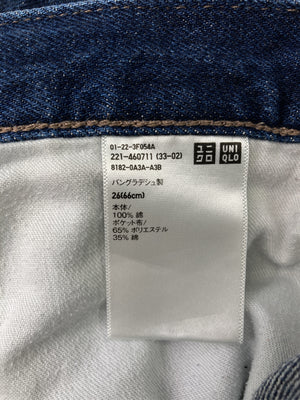 01-22-3F054A
221-460711 (33-02)
8182-0A3A-A3B
ユニ
クロ
UNI
QLO
バングラデシュ製
26(66cm)
本体/
100% 綿
ポケット布/
65% ポリエステル
35% 綿